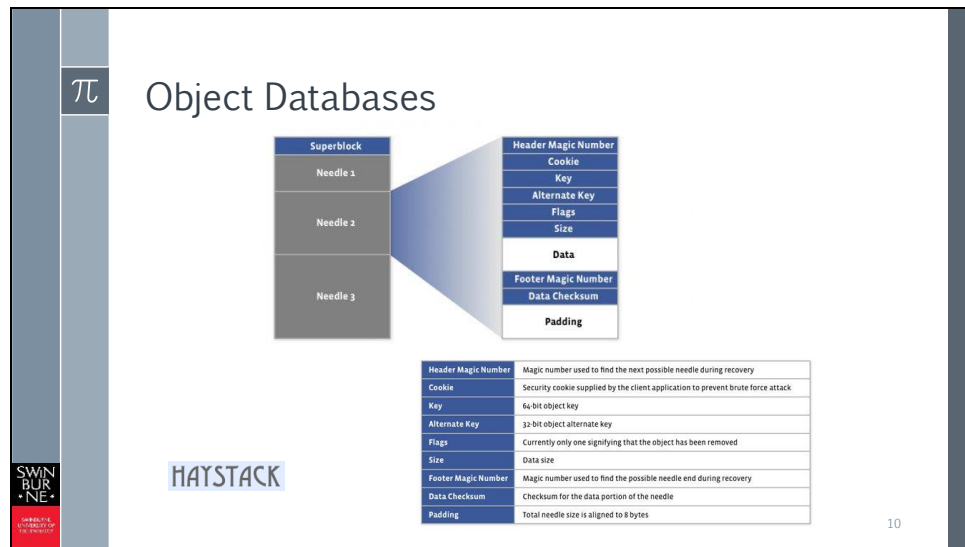 π
Object Databases
Superblock
Needle 1
Needle 2
Needle 3
Header Magic Number
Cookie
Key
Alternate Key
Flags
Size
Data
Footer Magic Number
Data Checksum
Padding
Header Magic Number Magic number used to find the next possible needle during recovery
Cookie Security cookie supplied by the client application to prevent brute force attack
Key 64-bit object key
Alternate Key 32-bit object alternate key
Flags Currently only one signifying that the object has been removed
Size Data size
Footer Magic Number Magic number used to find the possible needle end during recovery
Data Checksum Checksum for the data portion of the needle
Padding Total needle size is aligned to 8 bytes
HAYSTACK
SWIN
BUR
* NE *
SWINBURNE
UNIVERSITY OF
TECHNOLOGY
10